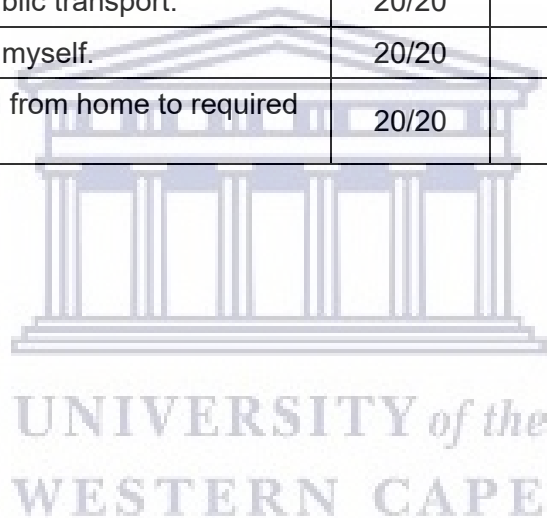 blic transport. 20/20
myself. 20/20
from home to required 20/20
UNIVERSITY of the
WESTERN CAPE